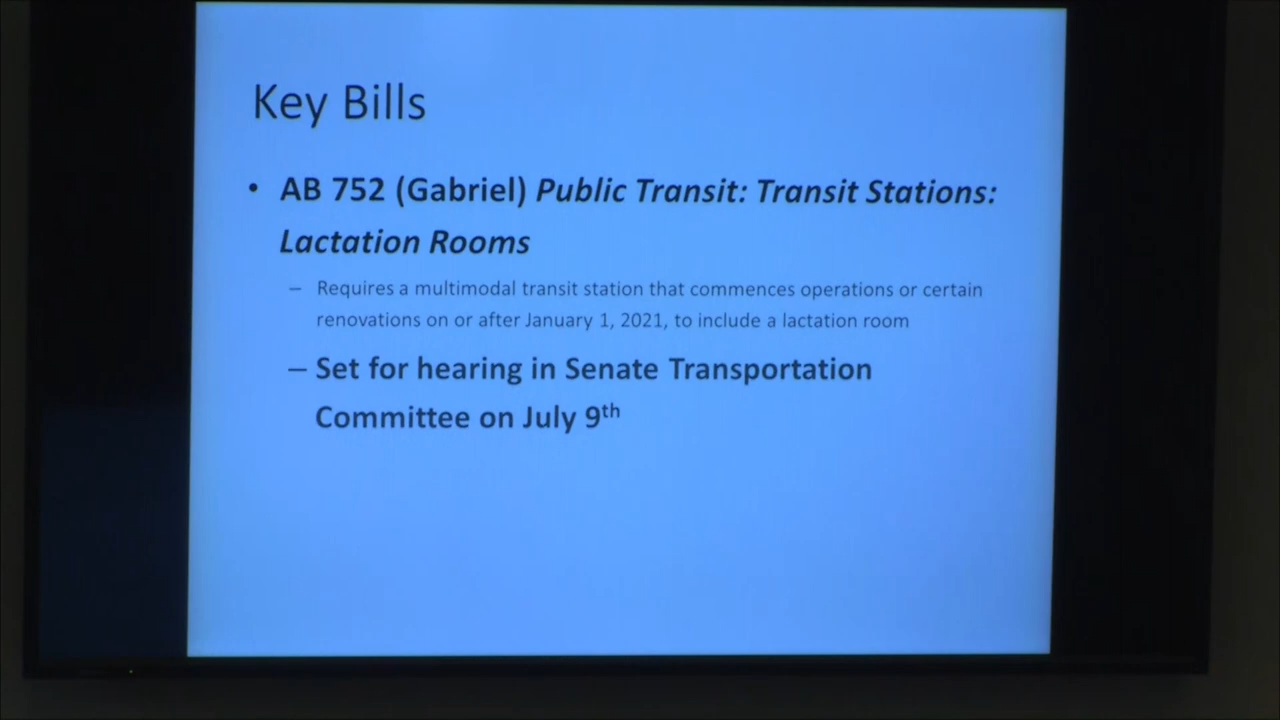 Key Bills
• AB 752 (Gabriel) Public Transit: Transit Stations:
Lactation Rooms
– Requires a multimodal transit station that commences operations or certain
renovations on or after January 1, 2021, to include a lactation room
– Set for hearing in Senate Transportation
Committee on July 9th